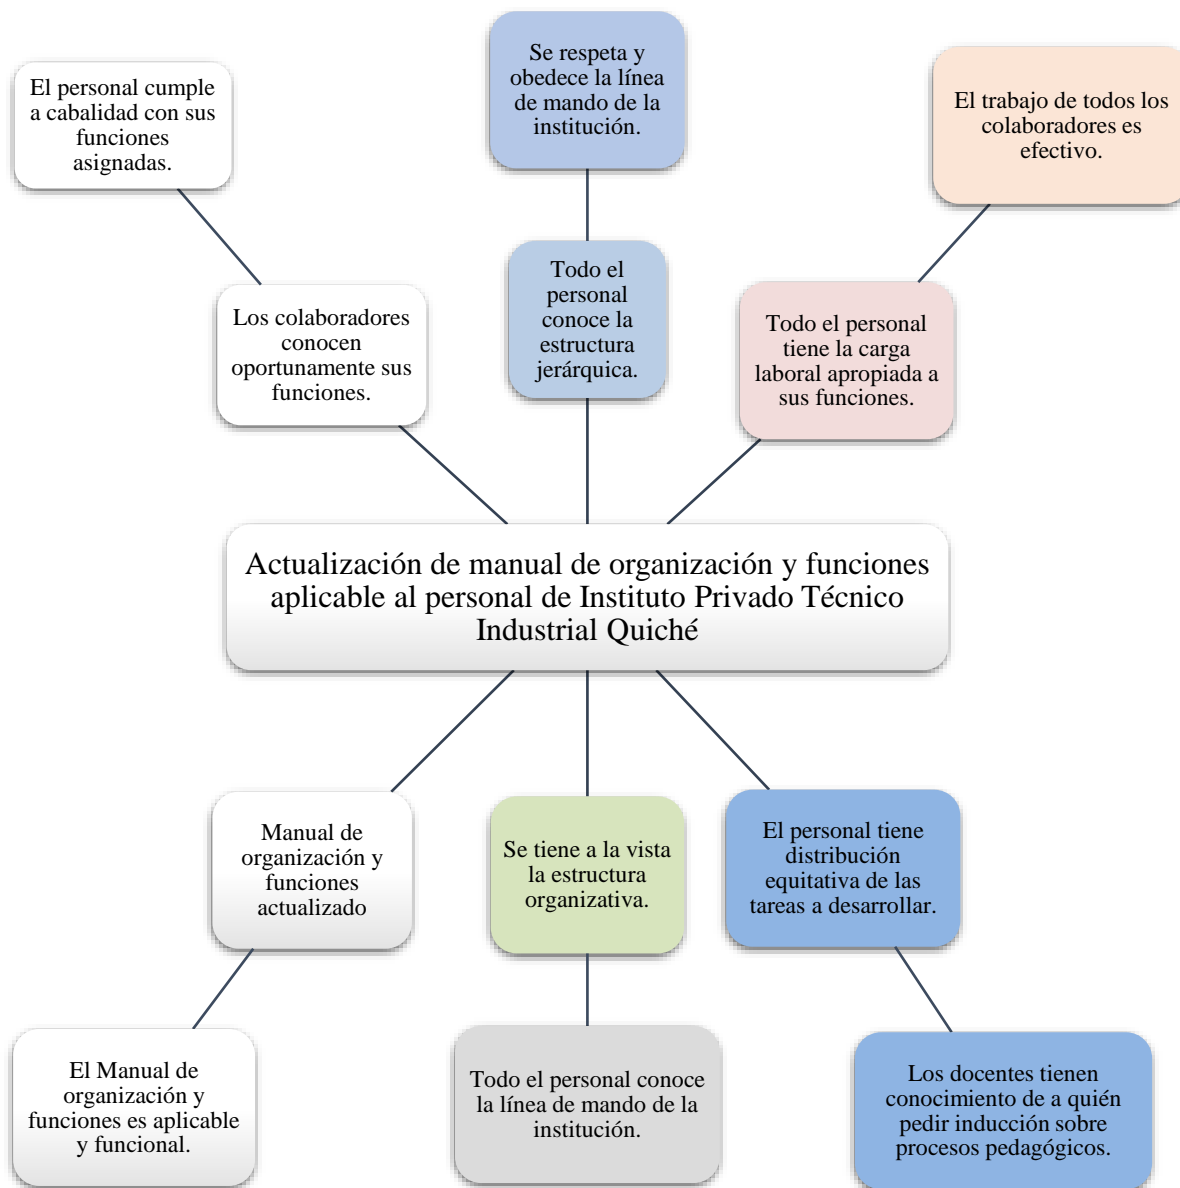 El personal cumple
a cabalidad con sus
funciones
asignadas.
Se respeta y
obedece la línea
de mando de la
institución.
El trabajo de todos los
colaboradores es
efectivo.
Los colaboradores
conocen
oportunamente sus
funciones.
Todo el
personal
conoce la
estructura
jerárquica.
Todo el personal
tiene la carga
laboral apropiada a
sus funciones.
Actualización de manual de organización y funciones
aplicable al personal de Instituto Privado Técnico
Industrial Quiché
Manual de
organización y
funciones
actualizado
Se tiene a la vista
la estructura
organizativa.
El personal tiene
distribución
equitativa de las
tareas a desarrollar.
El Manual de
organización y
funciones es aplicable
y funcional.
Todo el personal conoce
la línea de mando de la
institución.
Los docentes tienen
conocimiento de a quién
pedir inducción sobre
procesos pedagógicos.